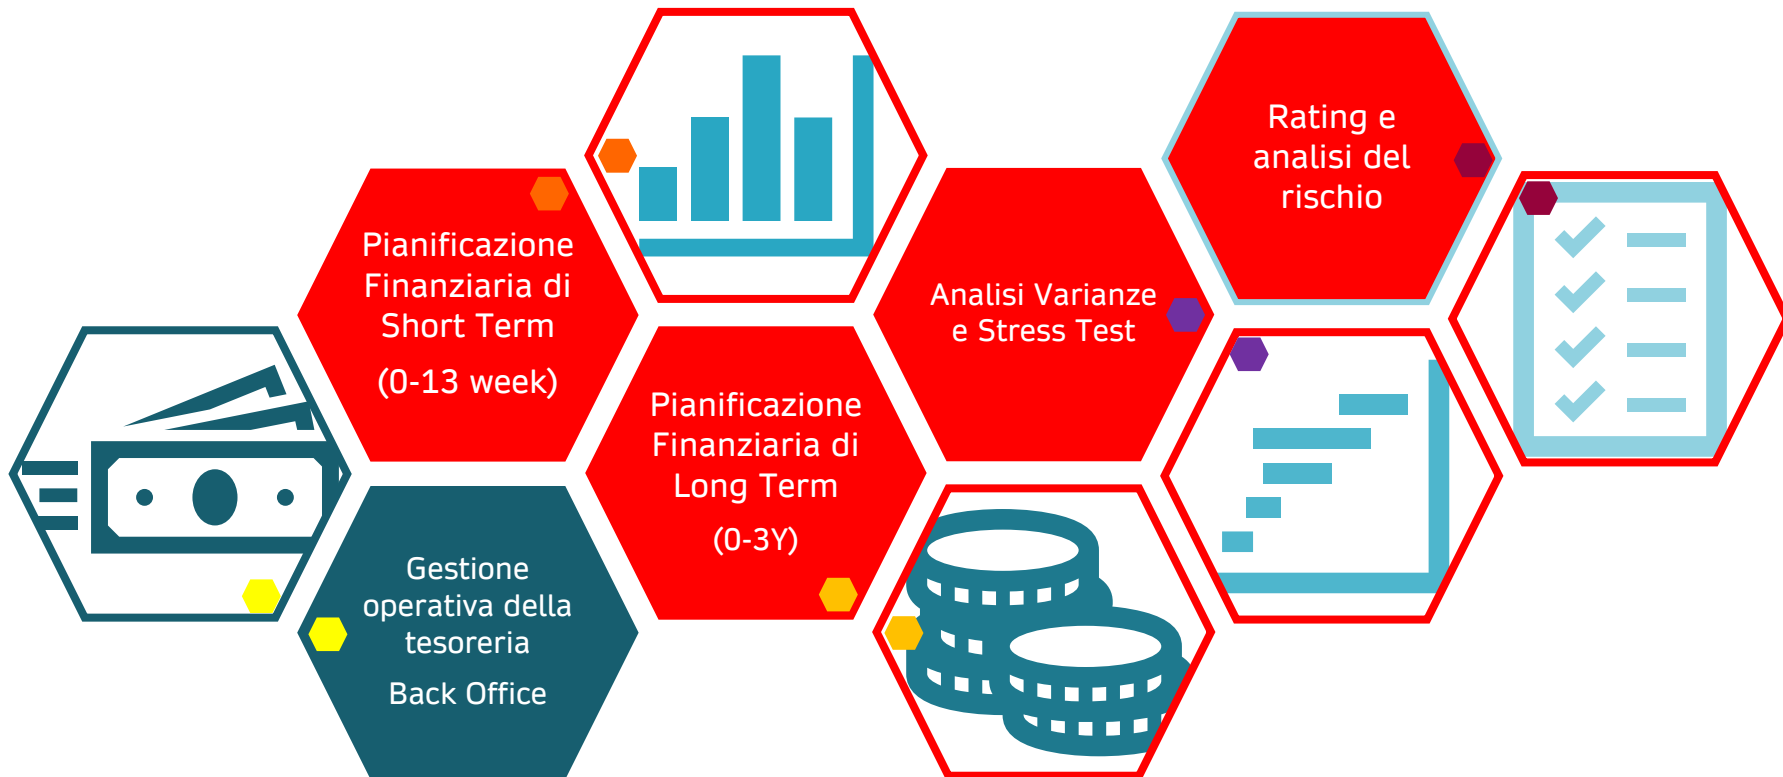 Pianificazione
Finanziaria di
Short Term
(0-13 week)
Gestione
operativa della
tesoreria
Back Office
Pianificazione
Finanziaria di
Long Term
(0-3Y)
Analisi Varianze
e Stress Test
Rating e
analisi del
rischio